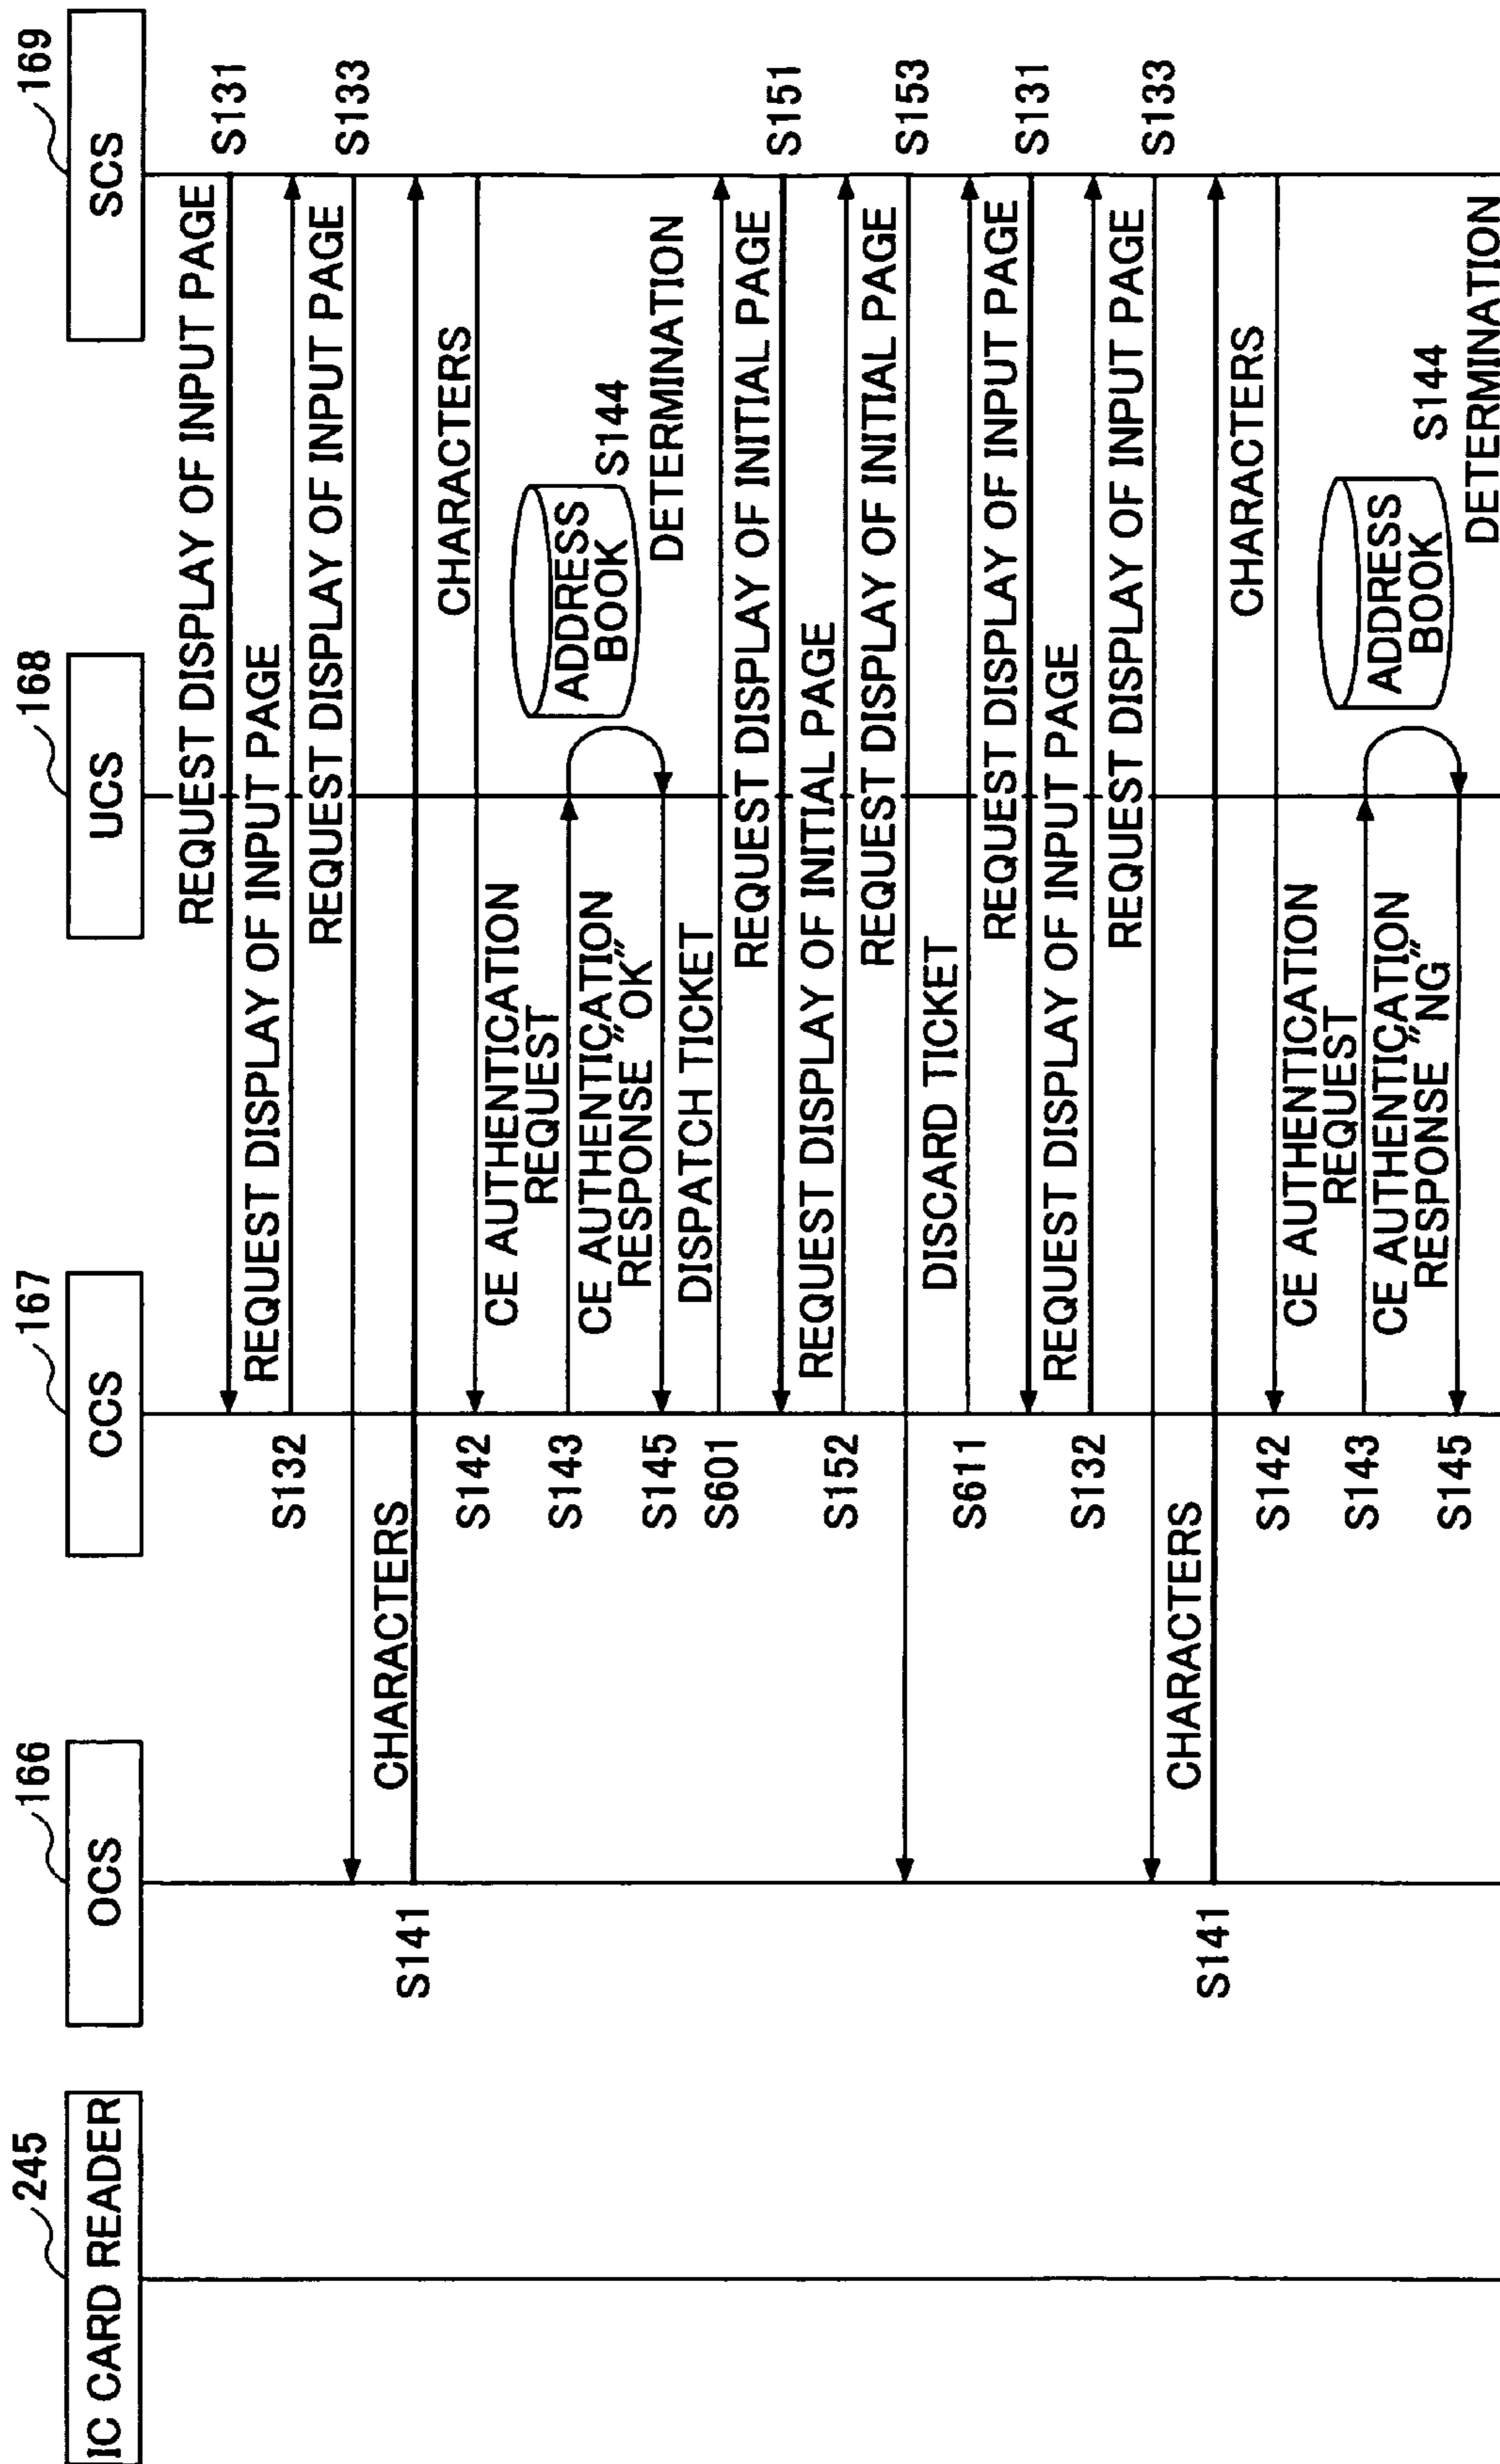 245
IC CARD READER
166
OCS
167
CCS
168
UCS
169
SCS
REQUEST DISPLAY OF INPUT PAGE
S131
S132
REQUEST DISPLAY OF INPUT PAGE
REQUEST DISPLAY OF INPUT PAGE
S133
S141
CHARACTERS
S142
CHARACTERS
S143
CE AUTHENTICATION
REQUEST
ADDRESS
BOOK
S144
DETERMINATION
S145
CE AUTHENTICATION
RESPONSE "OK"
S601
DISPATCH TICKET
REQUEST DISPLAY OF INITIAL PAGE
S151
S152
REQUEST DISPLAY OF INITIAL PAGE
REQUEST DISPLAY OF INITIAL PAGE
S153
S611
DISCARD TICKET
REQUEST DISPLAY OF INPUT PAGE
S131
S132
REQUEST DISPLAY OF INPUT PAGE
REQUEST DISPLAY OF INPUT PAGE
S133
S141
CHARACTERS
S142
CHARACTERS
S143
CE AUTHENTICATION
REQUEST
ADDRESS
BOOK
S144
DETERMINATION
S145
CE AUTHENTICATION
RESPONSE "NG"